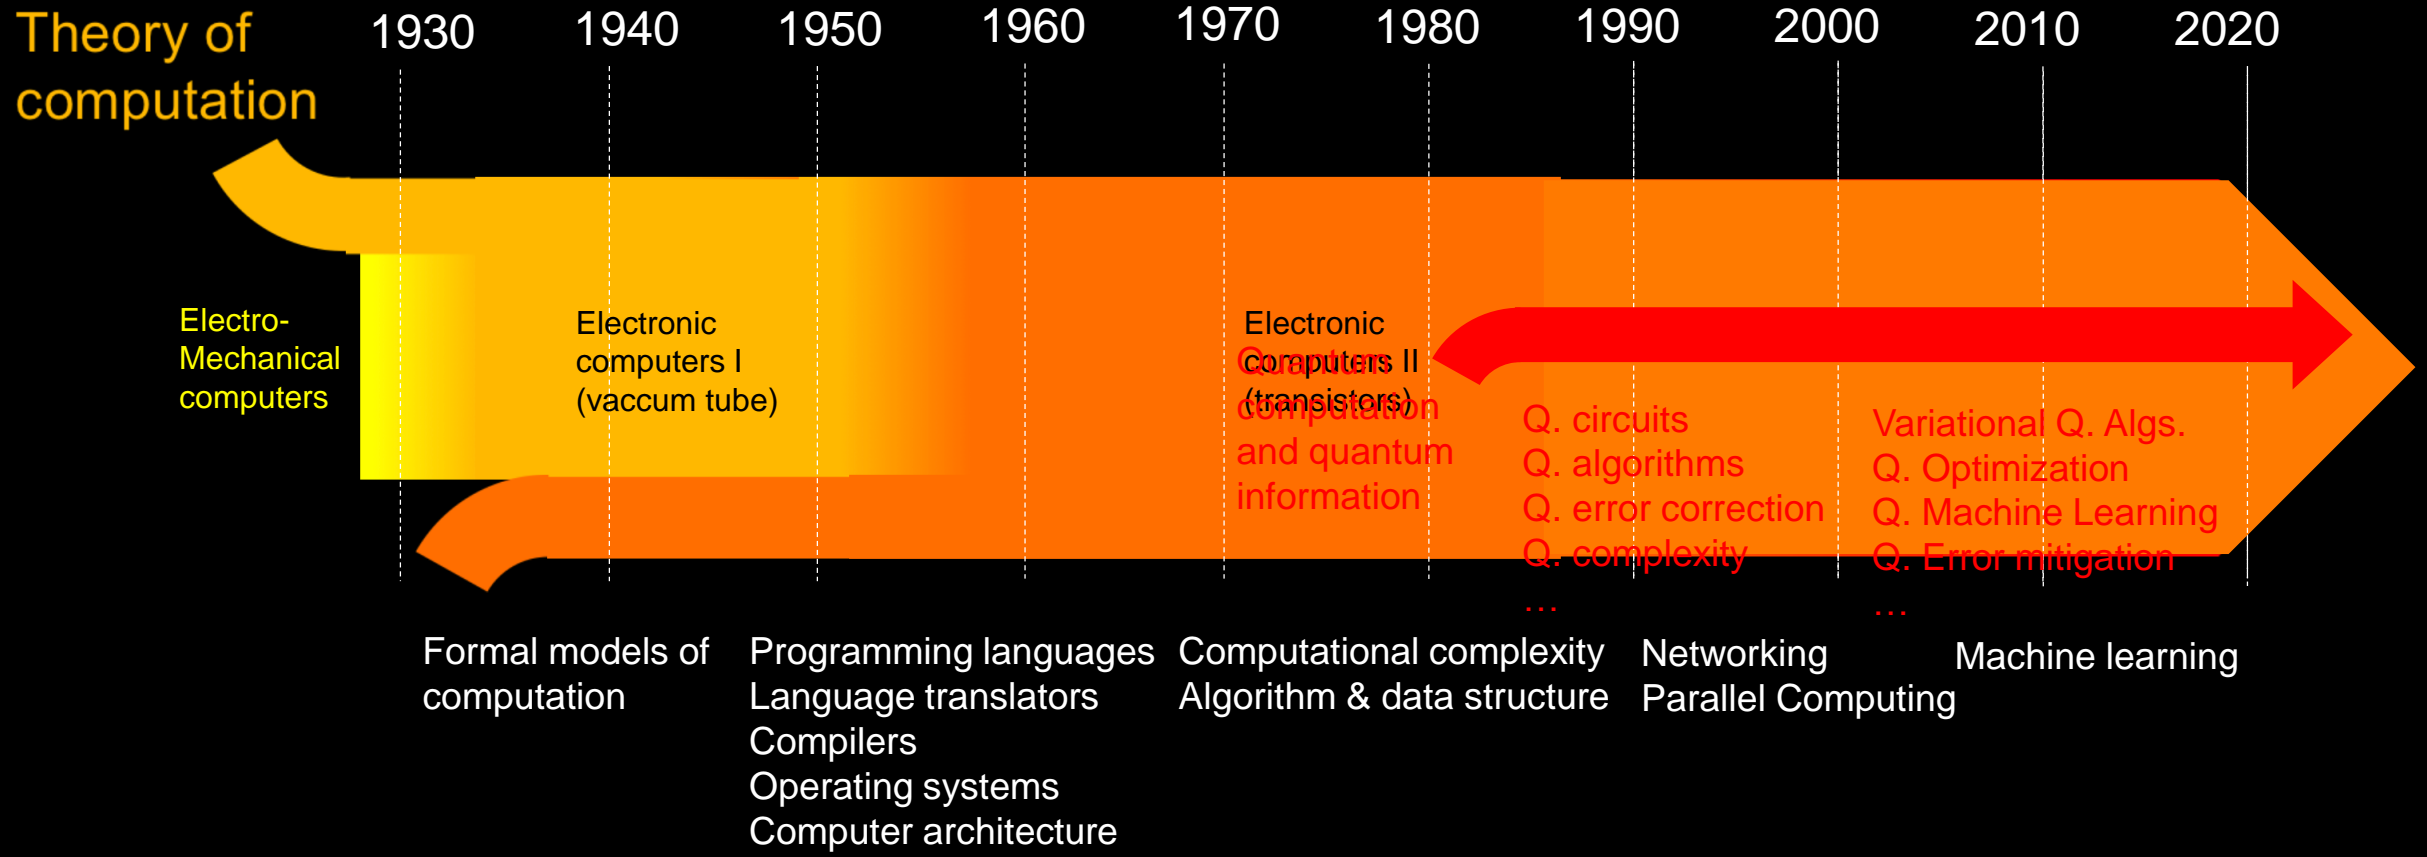 Theory of
computation
1930
1940
1950
1960
1970
1980
1990
2000
2010
2020
Electro-
Mechanical
computers
Electronic
computers I
(vaccum tube)
Electronic
computers II
(transistors)
Quantum
computation
and quantum
information
Q. circuits
Q. algorithms
Q. error correction
Q. complexity
...
Variational Q. Algs.
Q. Optimization
Q. Machine Learning
Q. Error mitigation
...
Formal models of
computation
Programming languages
Language translators
Compilers
Operating systems
Computer architecture
Computational complexity
Algorithm & data structure
Networking
Parallel Computing
Machine learning